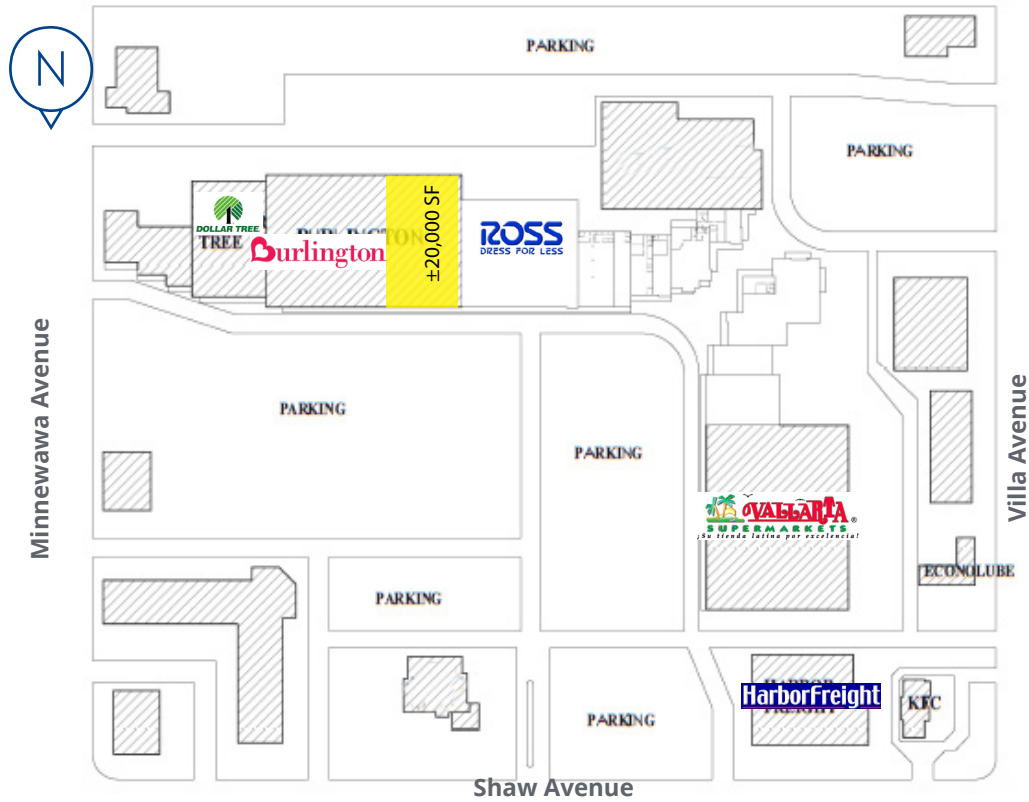 N
PARKING
PARKING
DOLLAR TREE
TREE
Burlington
±20,000 SF
ROSS
DRESS FOR LESS
Minnewawa Avenue
PARKING
PARKING
Villa Avenue
VALLARTA
SUPERMARKETS
¡Su tienda latina por excelencia!
ECONOLUBE
PARKING
HarborFreight
KFC
PARKING
Shaw Avenue